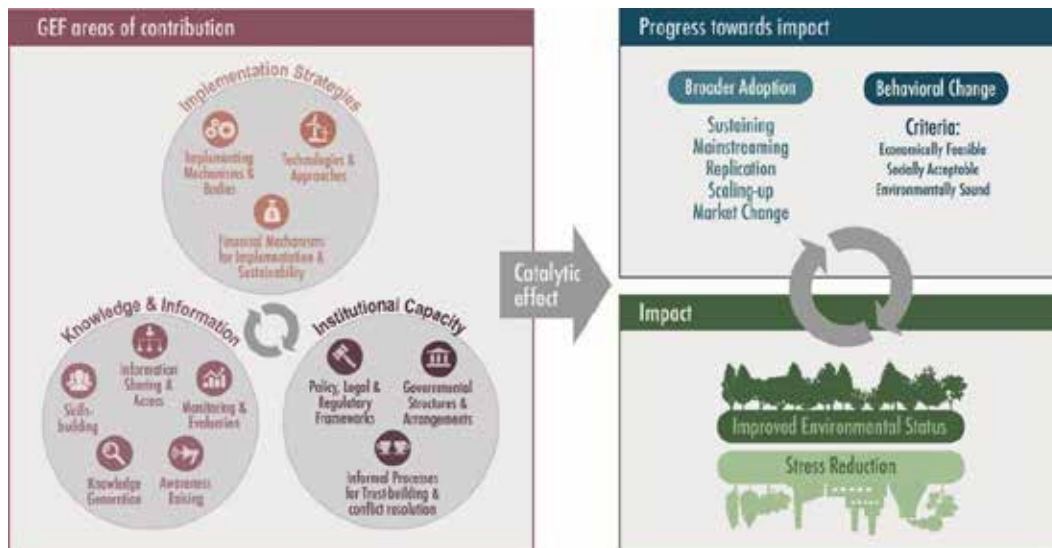 GEF areas of contribution
Implementation Strategies
Implementing
Mechanisms &
Bodies
Technologies &
Approaches
Financial Mechanisms
for Implementation &
Sustainability
Knowledge & Information
Information
Sharing &
Access
Skills-
building
Monitoring &
Evaluation
Knowledge
Generation
Awareness
Raising
Institutional Capacity
Policy, Legal &
Regulatory
Frameworks
Governmental
Structures &
Arrangements
Informal Processes
for Trust-building &
conflict resolution
Catalytic
effect
Progress towards impact
Broader Adoption
Sustaining
Mainstreaming
Replication
Scaling-up
Market Change
Behavioral Change
Criteria:
Economically Feasible
Socially Acceptable
Environmentally Sound
Impact
Improved Environmental Status
Stress Reduction